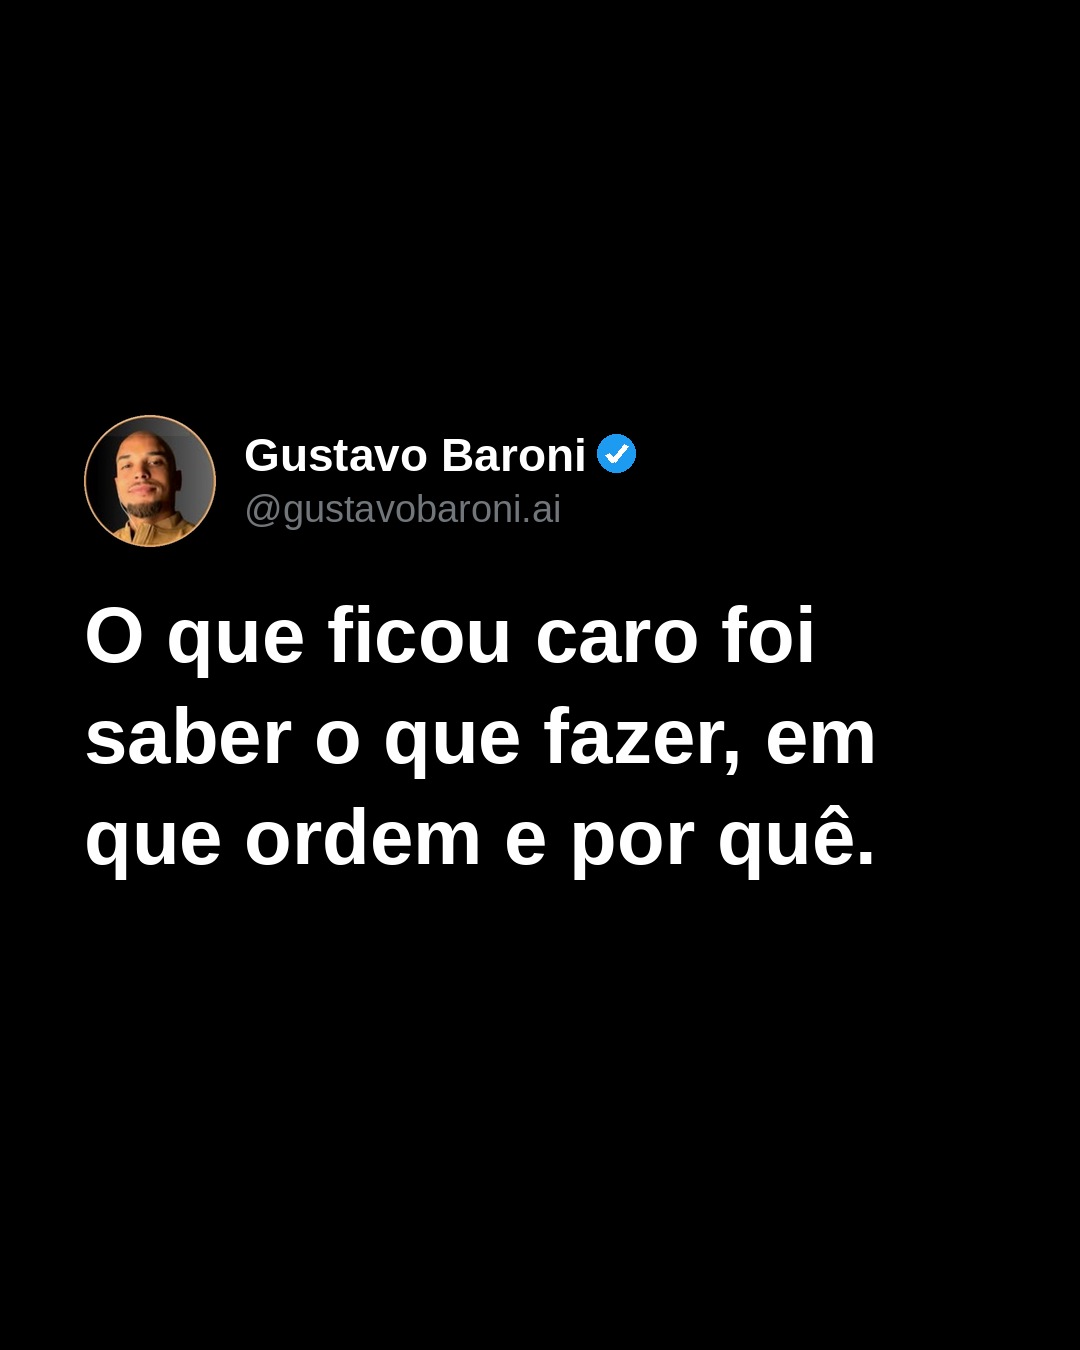 Gustavo Baroni
@gustavobaroni.ai
O que ficou caro foi
saber o que fazer, em
que ordem e por quê.